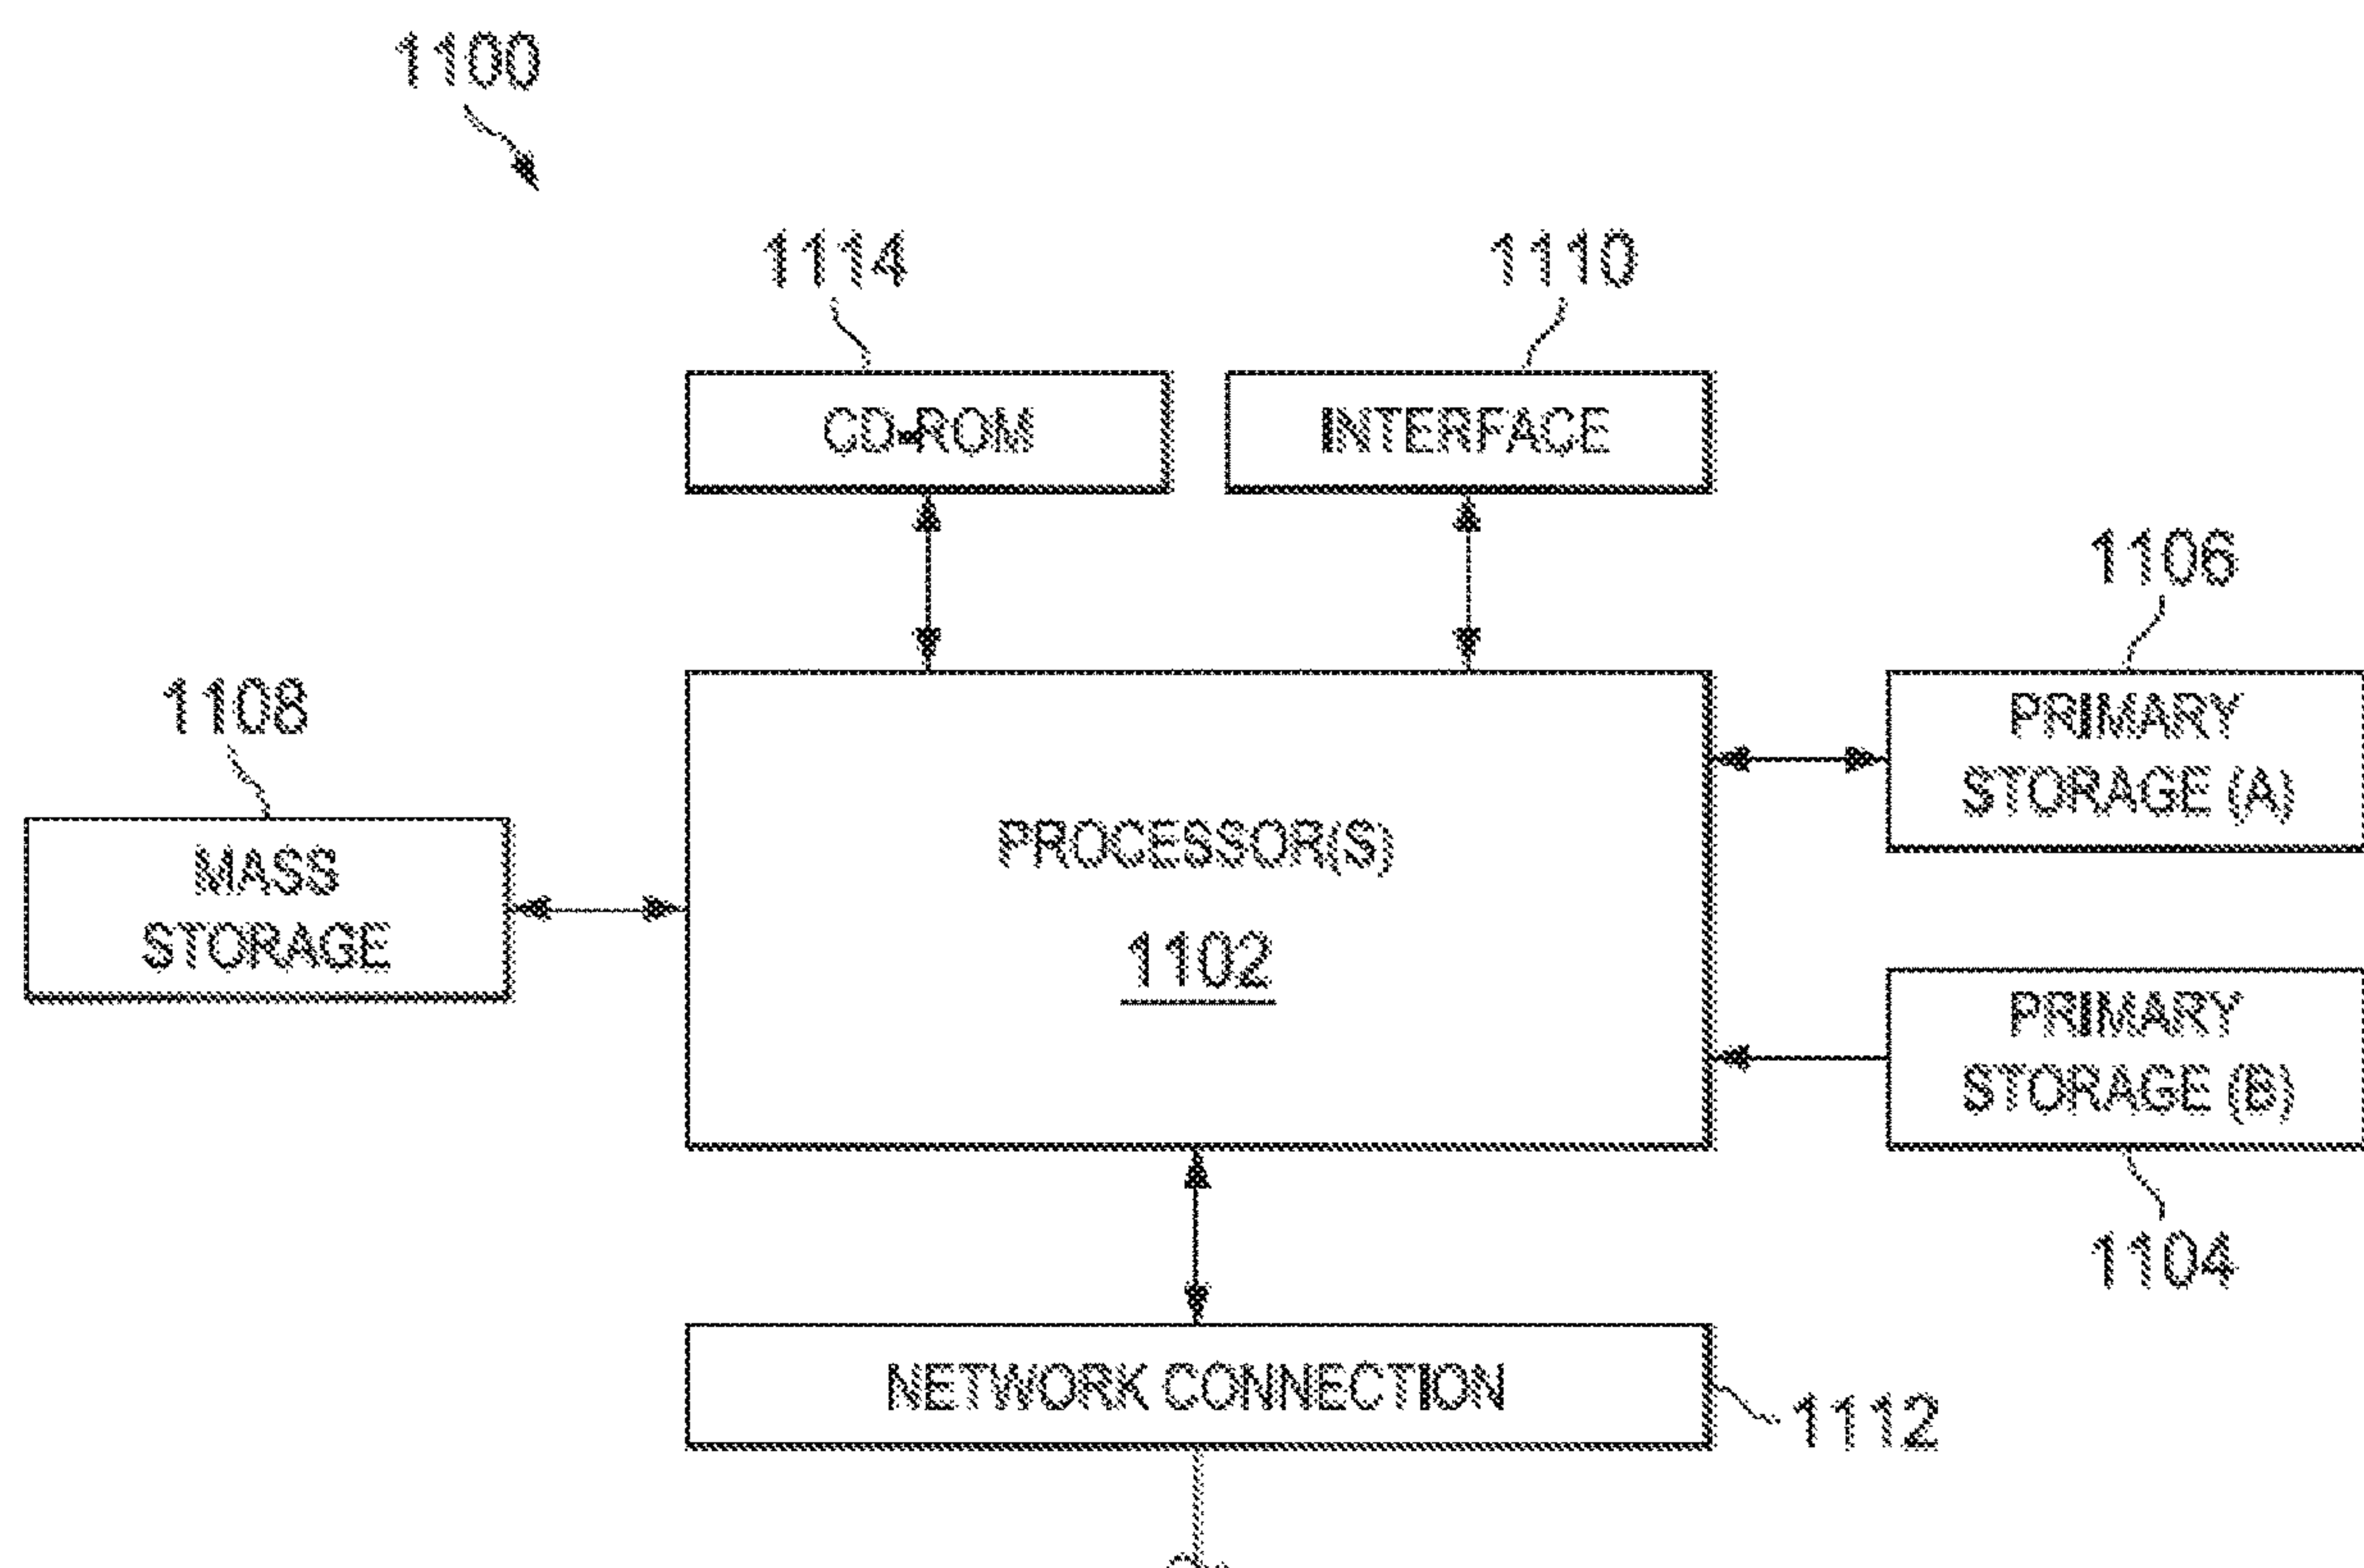 1100
1114
1110
CD-ROM
INTERFACE
1106
1108
PRIMARY
STORAGE (A)
MASS
STORAGE
PROCESSOR(S)
1102
PRIMARY
STORAGE (B)
1104
NETWORK CONNECTION
1112